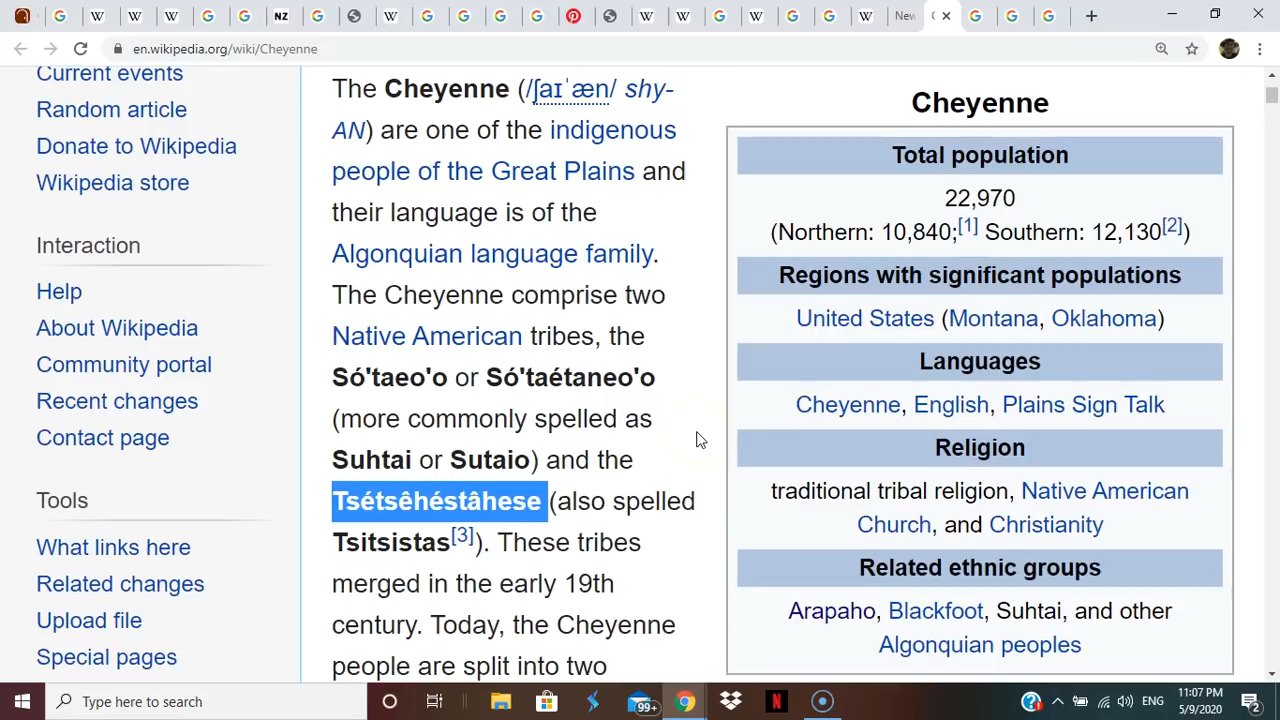 New
en.wikipedia.org/wiki/Cheyenne
Current events
Random article
Donate to Wikipedia
Wikipedia store
Interaction
Help
About Wikipedia
Community portal
Recent changes
Contact page
Tools
What links here
Related changes
Upload file
Special pages
The Cheyenne (/ʃaɪˈæn/ shy-
AN) are one of the indigenous
people of the Great Plains and
their language is of the
Algonquian language family.
The Cheyenne comprise two
Native American tribes, the
Só'taeo'o or Só'taétaneo'o
(more commonly spelled as
Suhtai or Sutaio) and the
Tsétsêhéstâhese (also spelled
Tsitsistas[3]). These tribes
merged in the early 19th
century. Today, the Cheyenne
people are split into two
Cheyenne
Total population
22,970
(Northern: 10,840;[1] Southern: 12,130[2])
Regions with significant populations
United States (Montana, Oklahoma)
Languages
Cheyenne, English, Plains Sign Talk
Religion
traditional tribal religion, Native American
Church, and Christianity
Related ethnic groups
Arapaho, Blackfoot, Suhtai, and other
Algonquian peoples
Type here to search
99+
ENG
11:07 PM
5/9/2020
2